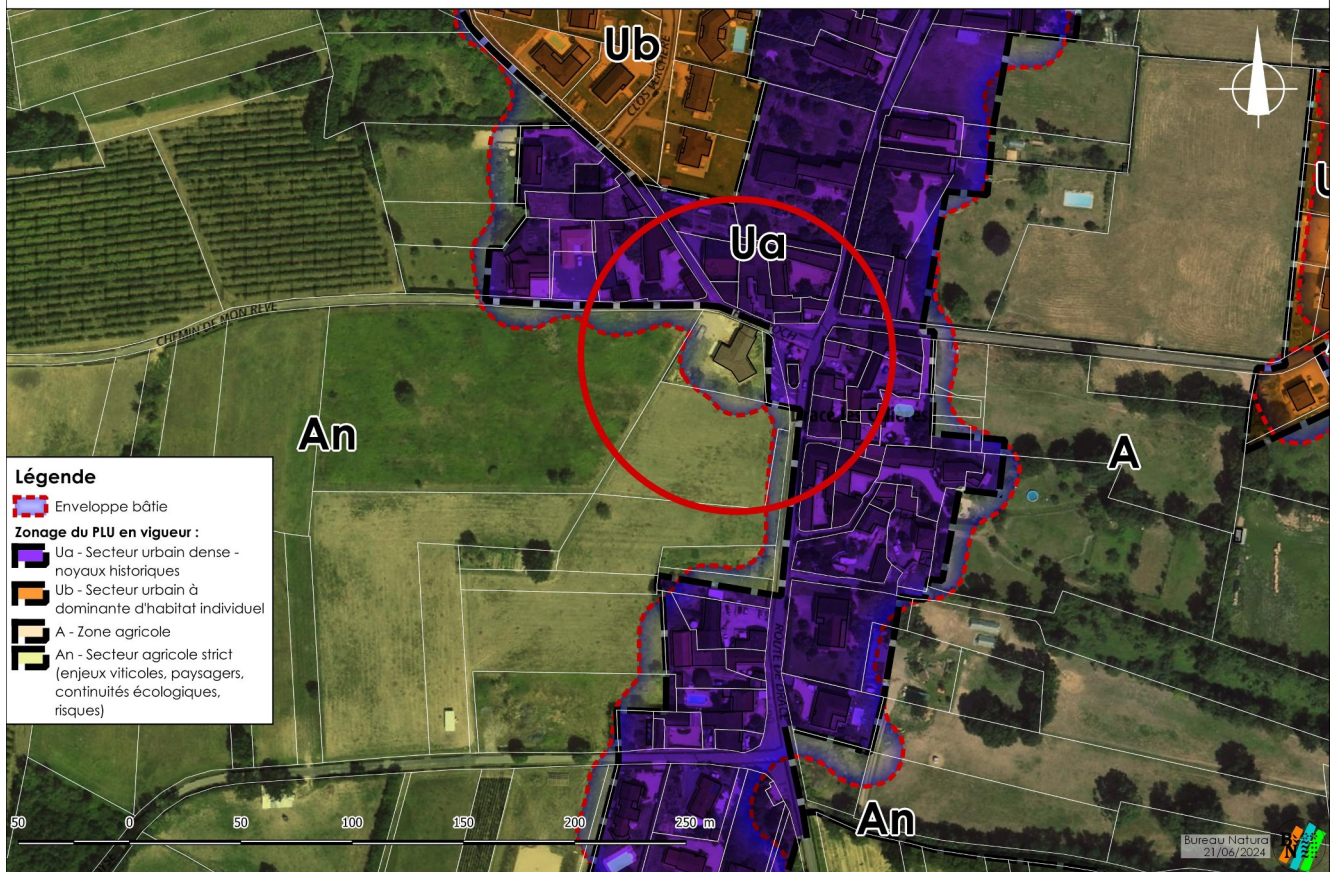 Ub
CLOS
U
Ua
CHEMIN DE MON REVE
OCH
An
A
Légende
Enveloppe bâtie
Zonage du PLU en vigueur :
Ua - Secteur urbain dense -
noyaux historiques
Ub - Secteur urbain à
dominante d'habitat individuel
A - Zone agricole
An - Secteur agricole strict
(enjeux viticoles, paysagers,
continuités écologiques,
risques)
An
50 0 50 100 150 200 250 m
Bureau Natura
21/06/2024